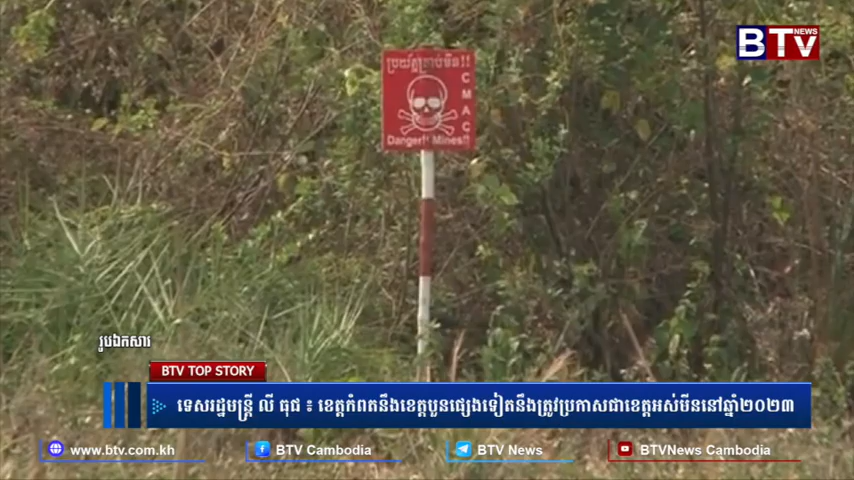 BTV NEWS
ប្រយ័ត្នគ្រាប់មីន!!
CMAC
Danger!! Mines!!
រូបឯកសារ
BTV TOP STORY
ទេសរដ្ឋមន្ត្រី លី ធុជ ៖ ខេត្តកំពតនឹងខេត្តបួនផ្សេងទៀតនឹងត្រូវប្រកាសជាខេត្តអស់មីននៅឆ្នាំ២០២៣
www.btv.com.kh
BTV Cambodia
BTV News
BTVNews Cambodia